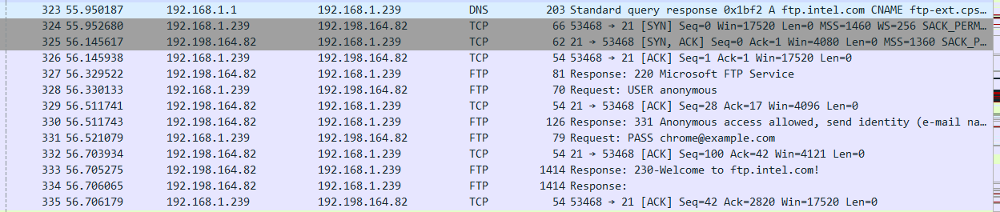 323 55.950187 192.168.1.1 192.168.1.239 DNS 203 Standard query response 0x1bf2 A ftp.intel.com CNAME ftp-ext.cps…
324 55.952680 192.168.1.239 192.198.164.82 TCP 66 53468 → 21 [SYN] Seq=0 Win=17520 Len=0 MSS=1460 WS=256 SACK_PERM…
325 56.145617 192.198.164.82 192.168.1.239 TCP 62 21 → 53468 [SYN, ACK] Seq=0 Ack=1 Win=4080 Len=0 MSS=1360 SACK_P…
326 56.145938 192.168.1.239 192.198.164.82 TCP 54 53468 → 21 [ACK] Seq=1 Ack=1 Win=17520 Len=0
327 56.329522 192.198.164.82 192.168.1.239 FTP 81 Response: 220 Microsoft FTP Service
328 56.330133 192.168.1.239 192.198.164.82 FTP 70 Request: USER anonymous
329 56.511741 192.198.164.82 192.168.1.239 TCP 54 21 → 53468 [ACK] Seq=28 Ack=17 Win=4096 Len=0
330 56.511743 192.198.164.82 192.168.1.239 FTP 126 Response: 331 Anonymous access allowed, send identity (e-mail na…
331 56.521079 192.168.1.239 192.198.164.82 FTP 79 Request: PASS chrome@example.com
332 56.703934 192.198.164.82 192.168.1.239 TCP 54 21 → 53468 [ACK] Seq=100 Ack=42 Win=4121 Len=0
333 56.705275 192.198.164.82 192.168.1.239 FTP 1414 Response: 230-Welcome to ftp.intel.com!
334 56.706065 192.198.164.82 192.168.1.239 FTP 1414 Response:
335 56.706179 192.168.1.239 192.198.164.82 TCP 54 53468 → 21 [ACK] Seq=42 Ack=2820 Win=17520 Len=0